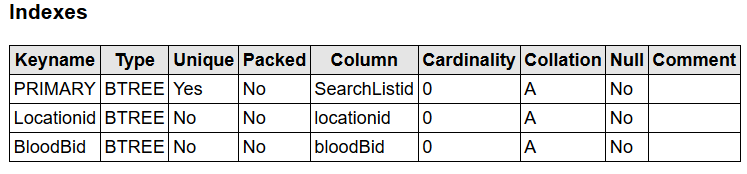 Indexes
Keyname Type Unique Packed Column Cardinality Collation Null Comment
PRIMARY BTREE Yes No SearchListid 0 A No
Locationid BTREE No No locationid 0 A No
BloodBid BTREE No No bloodBid 0 A No